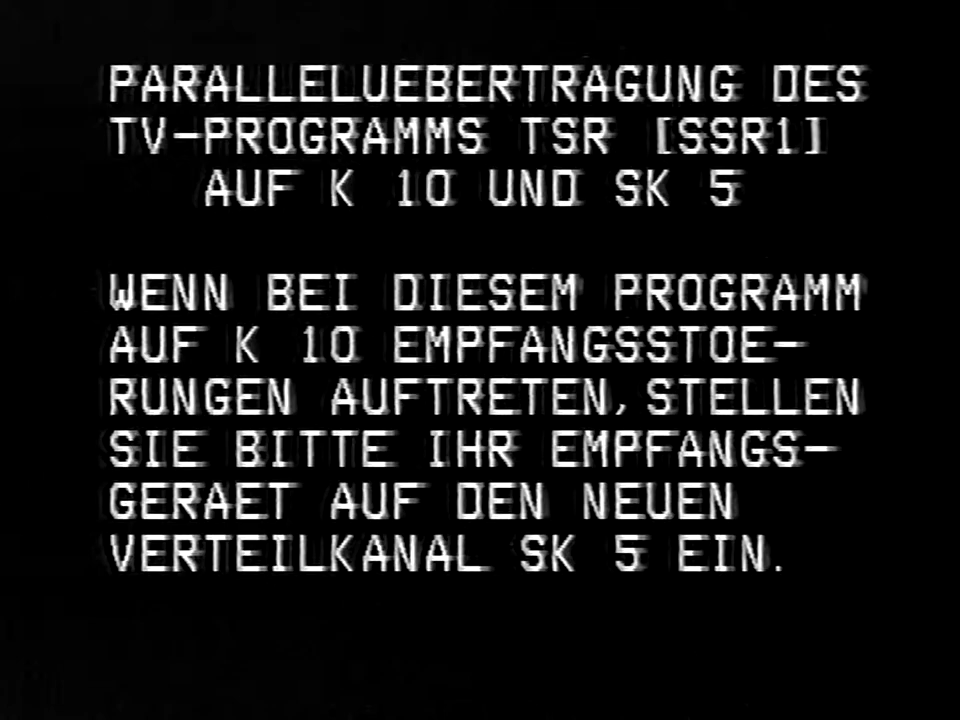 PARALLELUEBERTRAGUNG DES
TV-PROGRAMMS TSR [SSR1]
AUF K 10 UND SK 5
WENN BEI DIESEM PROGRAMM
AUF K 10 EMPFANGSSTOE-
RUNGEN AUFTRETEN, STELLEN
SIE BITTE IHR EMPFANGS-
GERAET AUF DEN NEUEN
VERTEILKANAL SK 5 EIN.